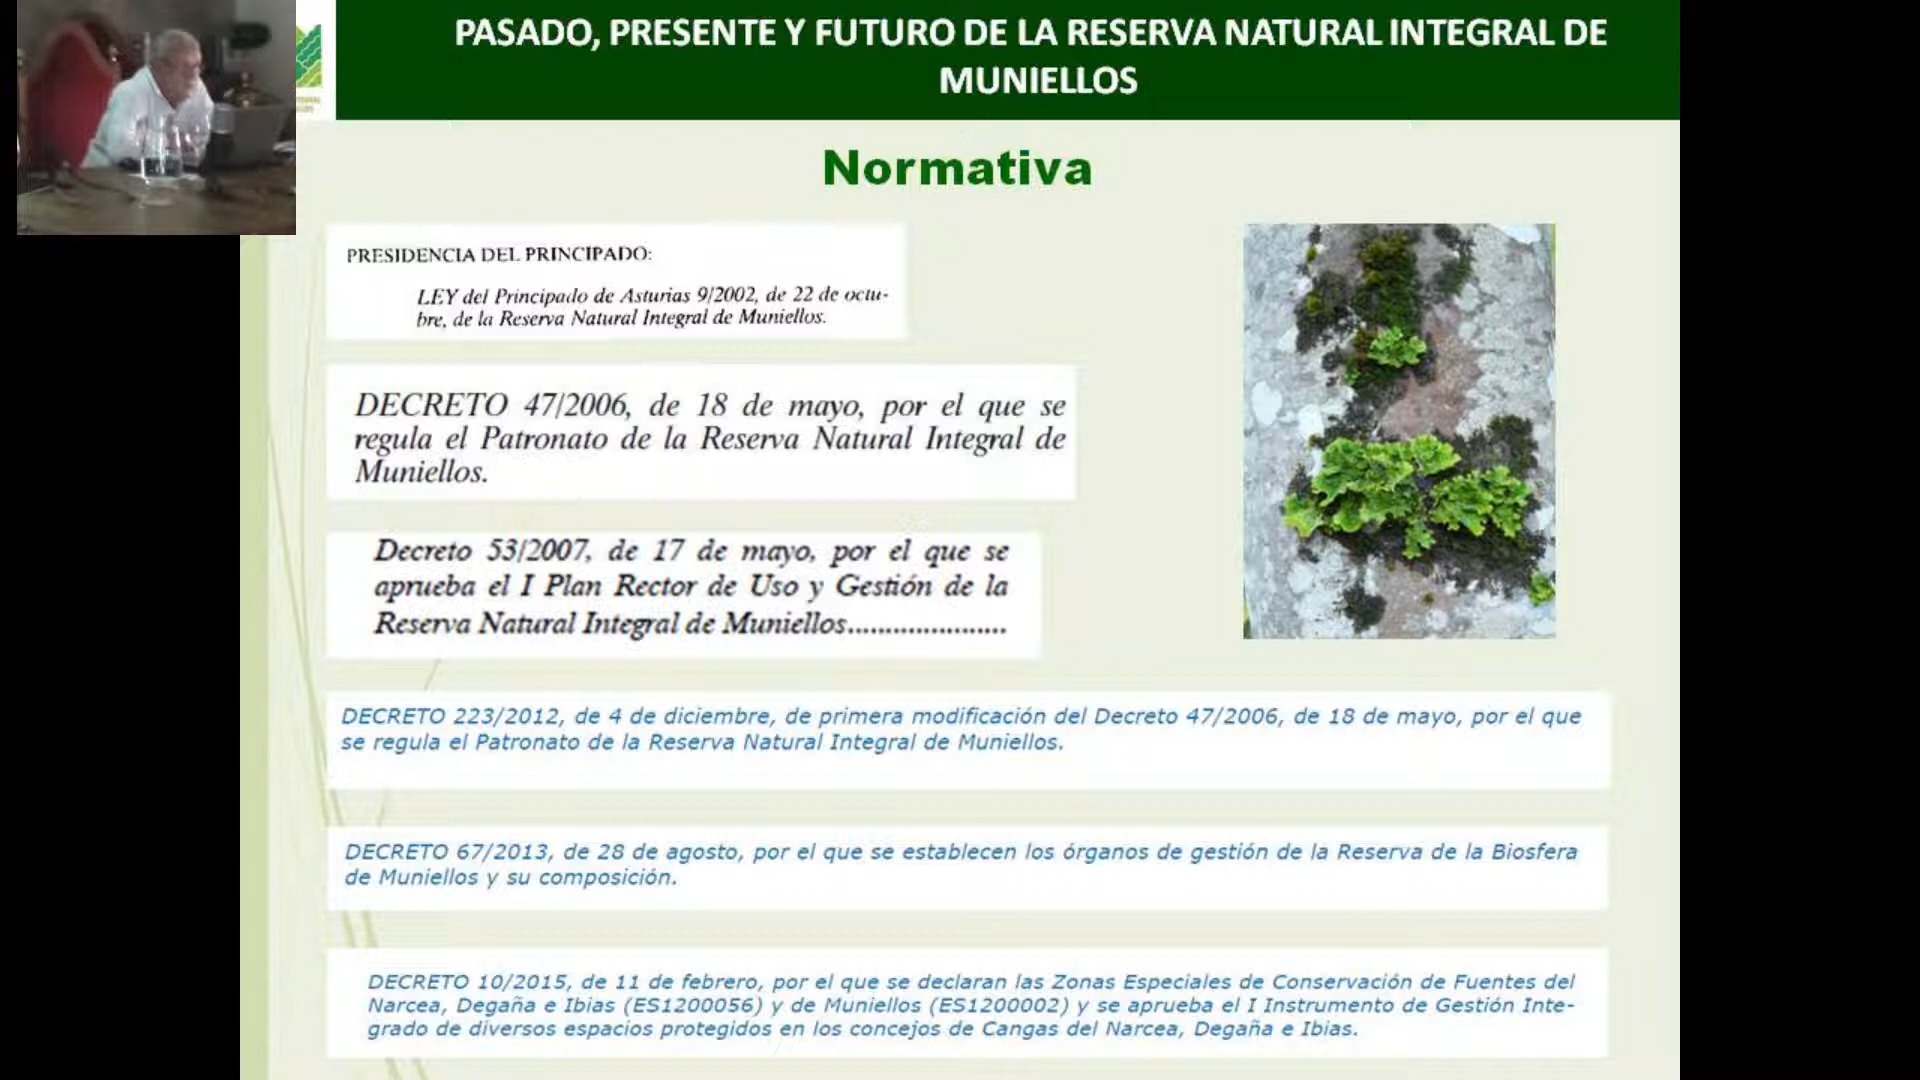 PASADO, PRESENTE Y FUTURO DE LA RESERVA NATURAL INTEGRAL DE
MUNIELLOS
Normativa
PRESIDENCIA DEL PRINCIPADO:
LEY del Principado de Asturias 9/2002, de 22 de octu-
bre, de la Reserva Natural Integral de Muniellos.
DECRETO 47/2006, de 18 de mayo, por el que se
regula el Patronato de la Reserva Natural Integral de
Muniellos.
Decreto 53/2007, de 17 de mayo, por el que se
aprueba el I Plan Rector de Uso y Gestión de la
Reserva Natural Integral de Muniellos.....................
DECRETO 223/2012, de 4 de diciembre, de primera modificación del Decreto 47/2006, de 18 de mayo, por el que
se regula el Patronato de la Reserva Natural Integral de Muniellos.
DECRETO 67/2013, de 28 de agosto, por el que se establecen los órganos de gestión de la Reserva de la Biosfera
de Muniellos y su composición.
DECRETO 10/2015, de 11 de febrero, por el que se declaran las Zonas Especiales de Conservación de Fuentes del
Narcea, Degaña e Ibias (ES1200056) y de Muniellos (ES1200002) y se aprueba el I Instrumento de Gestión Inte-
grado de diversos espacios protegidos en los concejos de Cangas del Narcea, Degaña e Ibias.